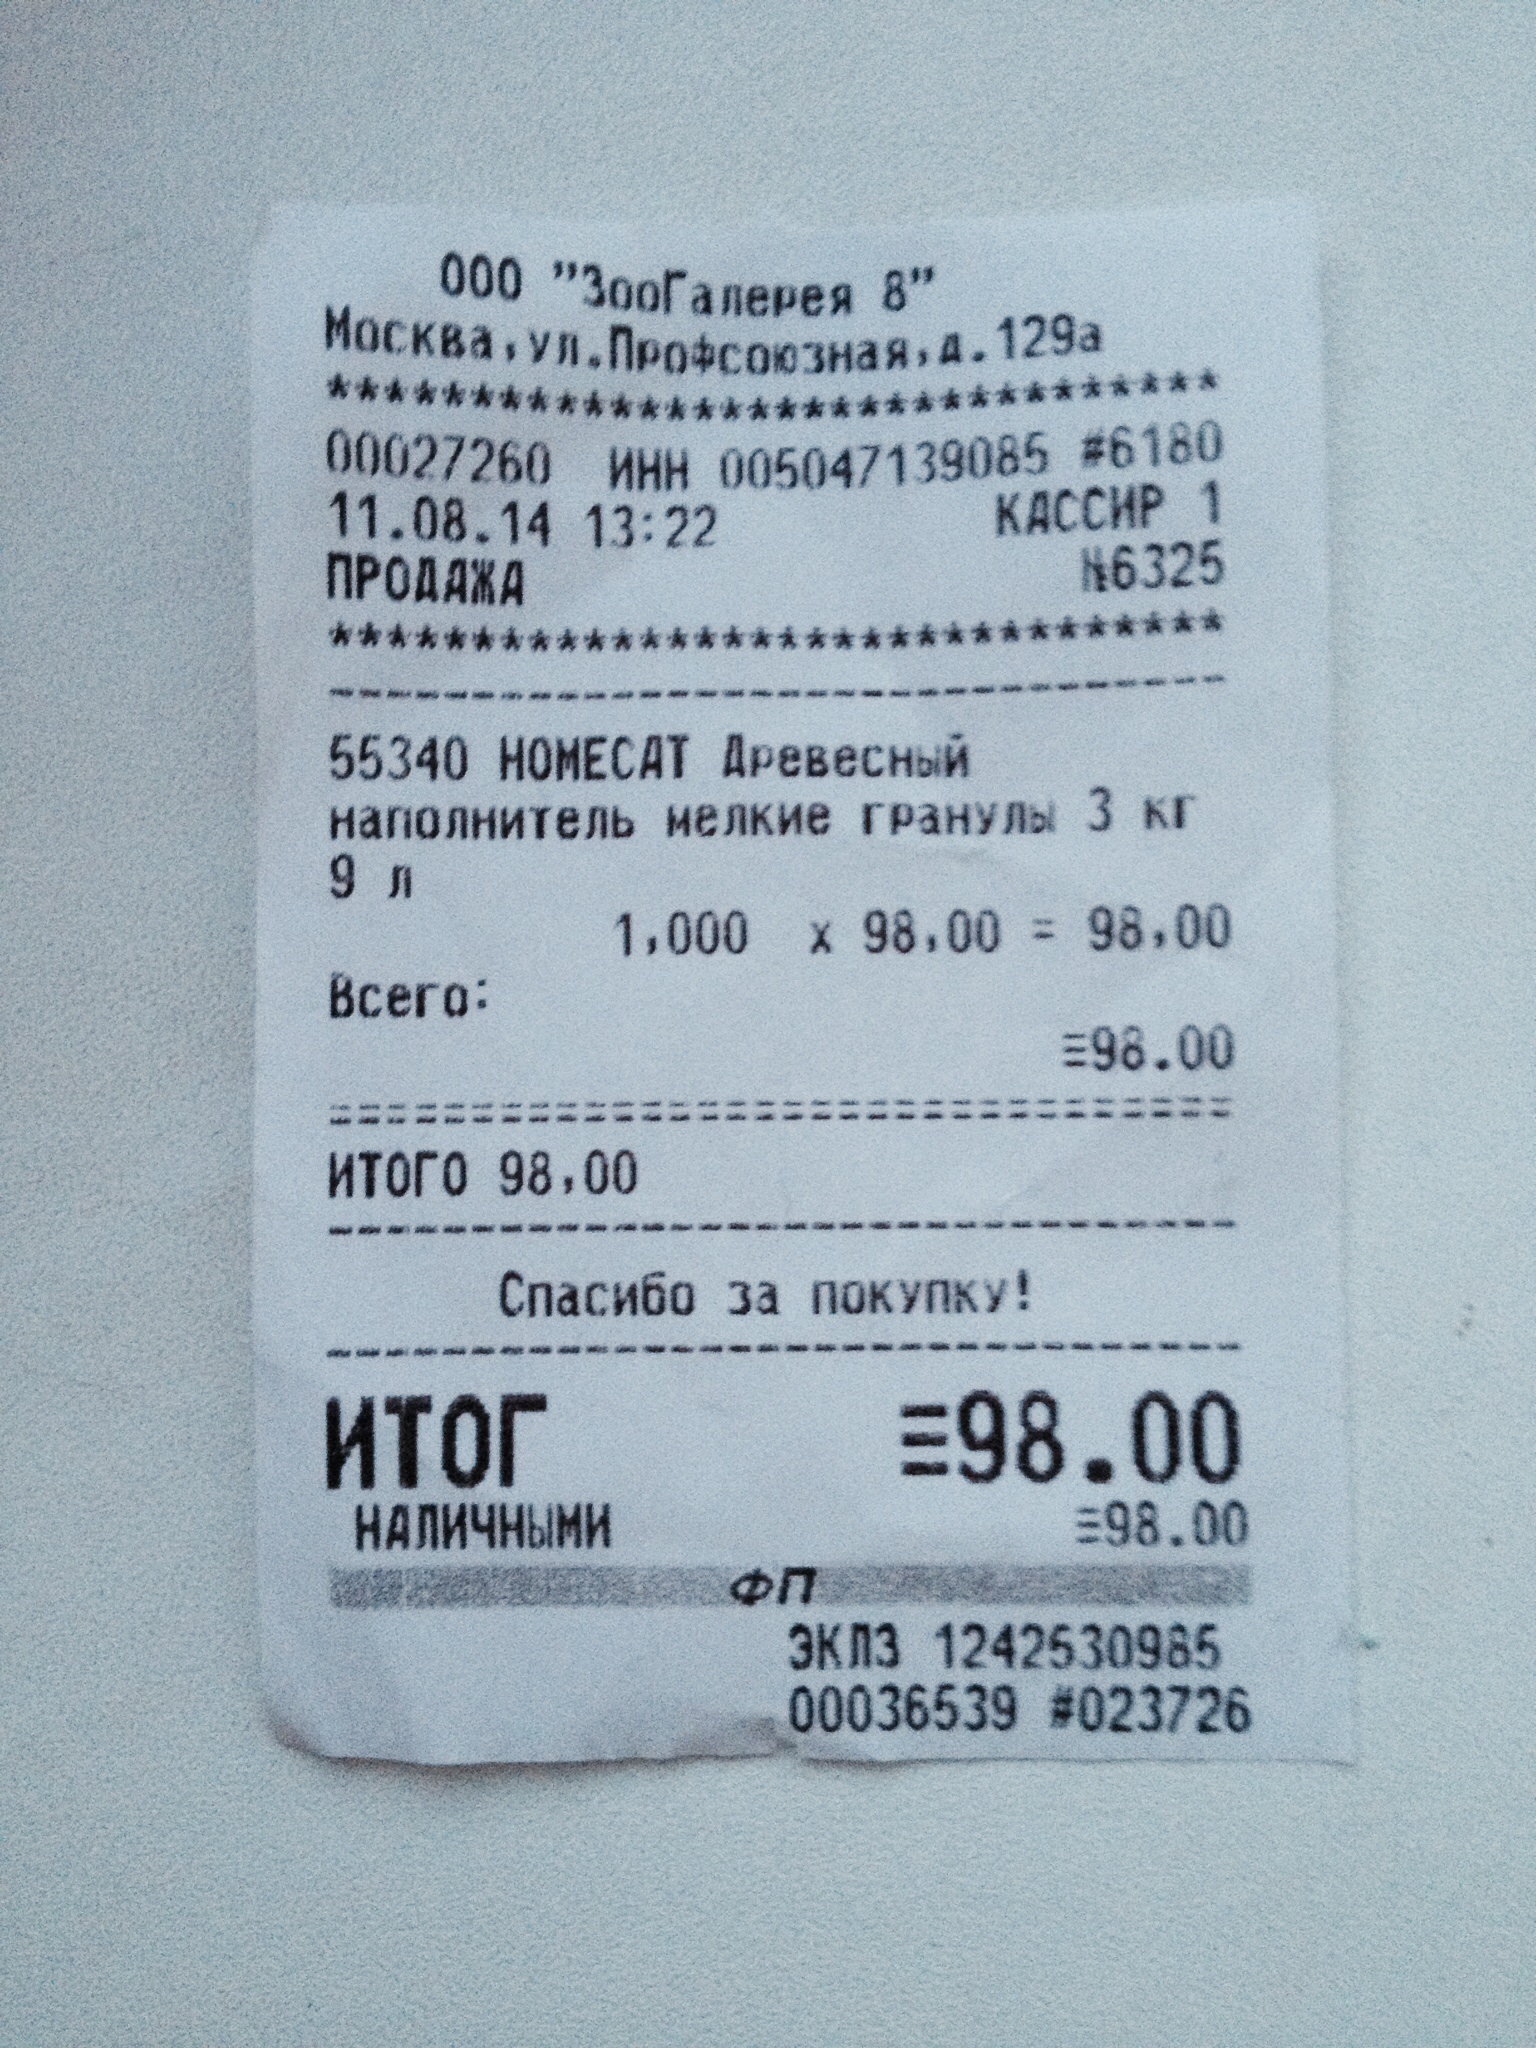 ООО "ЗооГалерея 8"
Москва,ул.Профсоюзная,д.129а
********************************
00027260 ИНН 005047139085 #6180
11.08.14 13:22 КАССИР 1
ПРОДАЖА №6325
********************************
--------------------------------
55340 HOMECAT Древесный
наполнитель мелкие гранулы 3 кг
9 л
1,000 x 98,00 = 98,00
Всего:
≡98.00
================================
ИТОГО 98,00
--------------------------------
Спасибо за покупку!
--------------------------------
ИТОГ ≡98.00
НАЛИЧНЫМИ ≡98.00
ФП
ЭКЛЗ 1242530985
00036539 #023726